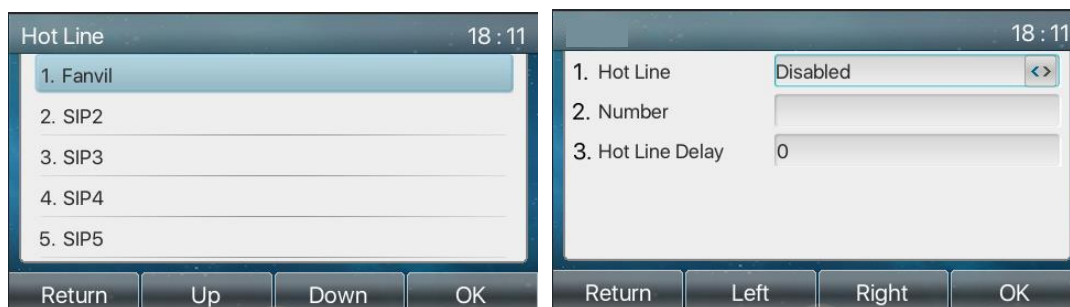 Hot Line 18 : 11
1. Fanvil
2. SIP2
3. SIP3
4. SIP4
5. SIP5
Return Up Down OK
18 : 11
1. Hot Line Disabled <>
2. Number
3. Hot Line Delay 0
Return Left Right OK